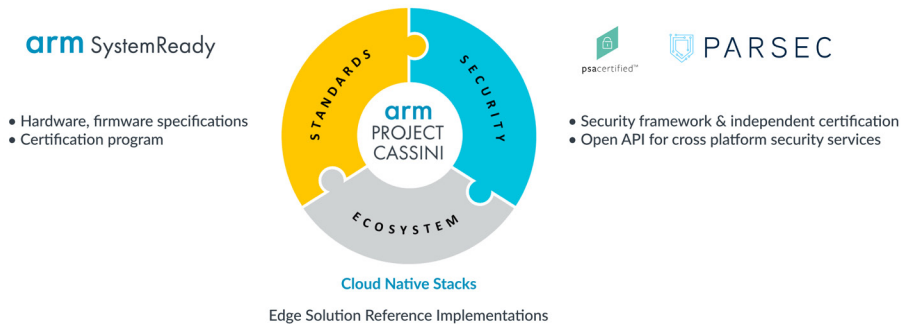 arm SystemReady
• Hardware, firmware specifications
• Certification program
STANDARDS
SECURITY
ECOSYSTEM
arm
PROJECT
CASSINI
psacertified™
PARSEC
• Security framework & independent certification
• Open API for cross platform security services
Cloud Native Stacks
Edge Solution Reference Implementations